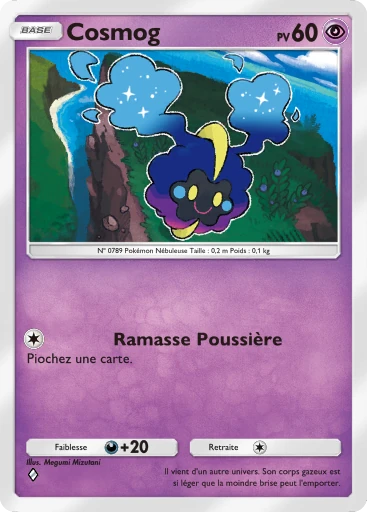 BASE
Cosmog
PV 60
N° 0789 Pokémon Nébuleuse Taille : 0,2 m Poids : 0,1 kg
Ramasse Poussière
Piochez une carte.
Faiblesse +20
Retraite
Illus. Megumi Mizutani
Il vient d'un autre univers. Son corps gazeux est
si léger que la moindre brise peut l'emporter.